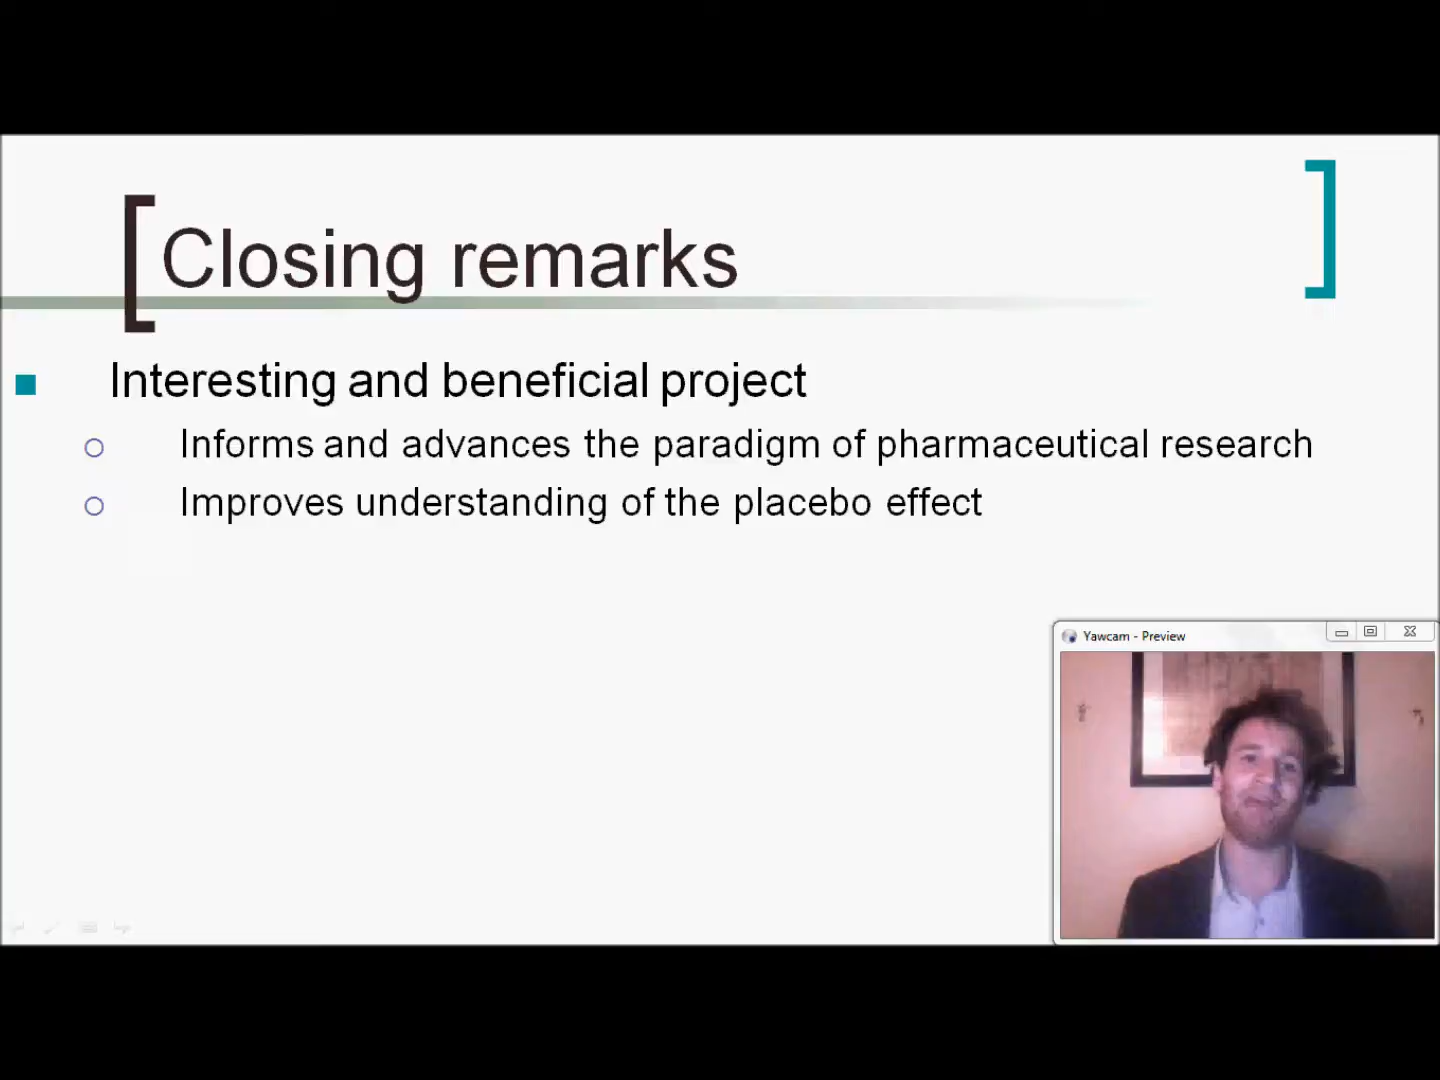 Closing remarks
Interesting and beneficial project
Informs and advances the paradigm of pharmaceutical research
Improves understanding of the placebo effect
Yawcam - Preview